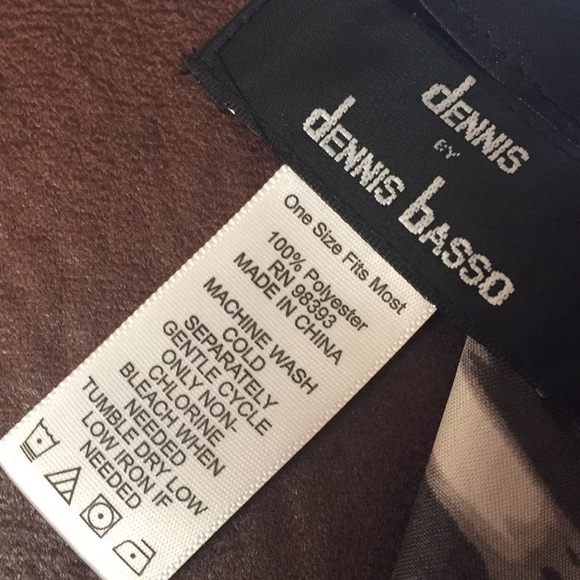 dENNIS
BY
dENNIS bASSO
One Size Fits Most
100% Polyester
RN 98393
MADE IN CHINA
MACHINE WASH
COLD
SEPARATELY
GENTLE CYCLE
ONLY NON-
CHLORINE
BLEACH WHEN
NEEDED
TUMBLE DRY LOW
LOW IRON IF
NEEDED